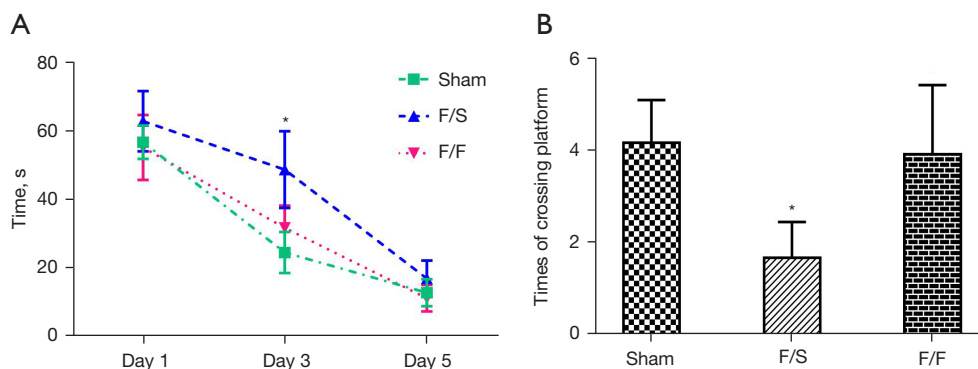 A
Time, s
80
60
40
20
0
Day 1 Day 3 Day 5
Sham
F/S
F/F
*
B
Times of crossing platform
6
4
2
0
*
Sham F/S F/F